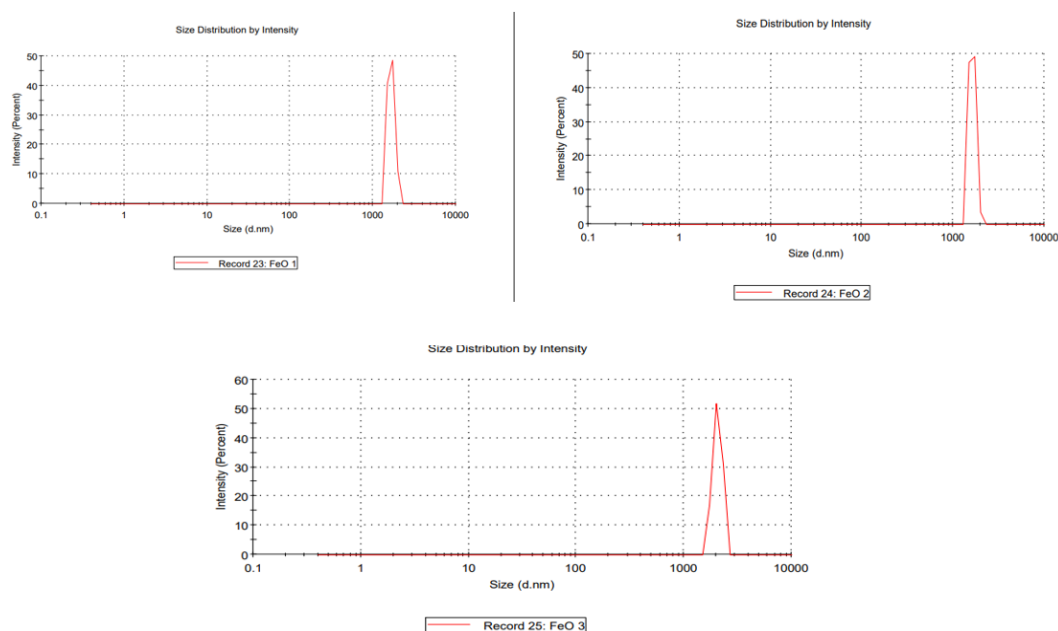 Size Distribution by Intensity
50
40
30
20
10
0
Intensity (Percent)
0.1 1 10 100 1000 10000
Size (d.nm)
Record 23: FeO 1
Size Distribution by Intensity
50
40
30
20
10
0
Intensity (Percent)
0.1 1 10 100 1000 10000
Size (d.nm)
Record 24: FeO 2
Size Distribution by Intensity
60
50
40
30
20
10
0
Intensity (Percent)
0.1 1 10 100 1000 10000
Size (d.nm)
Record 25: FeO 3